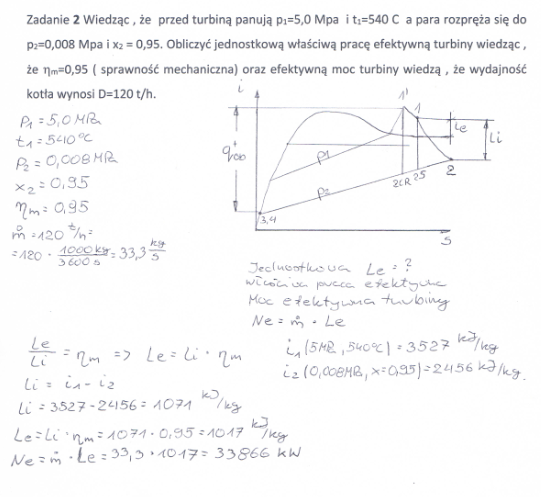 Zadanie 2 Wiedząc , że przed turbiną panują p1=5,0 Mpa i t1=540 C a para rozpręża się do
p2=0,008 Mpa i x2 = 0,95. Obliczyć jednostkową właściwą pracę efektywną turbiny wiedząc ,
że ηm=0,95 ( sprawność mechaniczna) oraz efektywną moc turbiny wiedzą , że wydajność
kotła wynosi D=120 t/h.
P1 = 5,0 MPa
t1 = 540 °C
P2 = 0,008 MPa
x2 = 0,95
ηm = 0,95
ṁ = 120 t/h =
= 120 · 1000 kg / 3600 s = 33,3 kg/s
i
1'
1
Le
Li
P1
P2
2
3,4
s
Jednostkowa Le = ?
właściwa praca efektywna
Moc efektywna turbiny
Ne = ṁ · Le
Le/Li = ηm => Le = Li · ηm
Li = i1 - i2
Li = 3527 - 2456 = 1071 kJ/kg
Le = Li · ηm = 1071 · 0,95 = 1017 kJ/kg
Ne = ṁ · Le = 33,3 · 1017 = 33866 kW
i1 (5MPa, 540°C) = 3527 kJ/kg
i2 (0,008MPa, x=0,95) = 2456 kJ/kg.